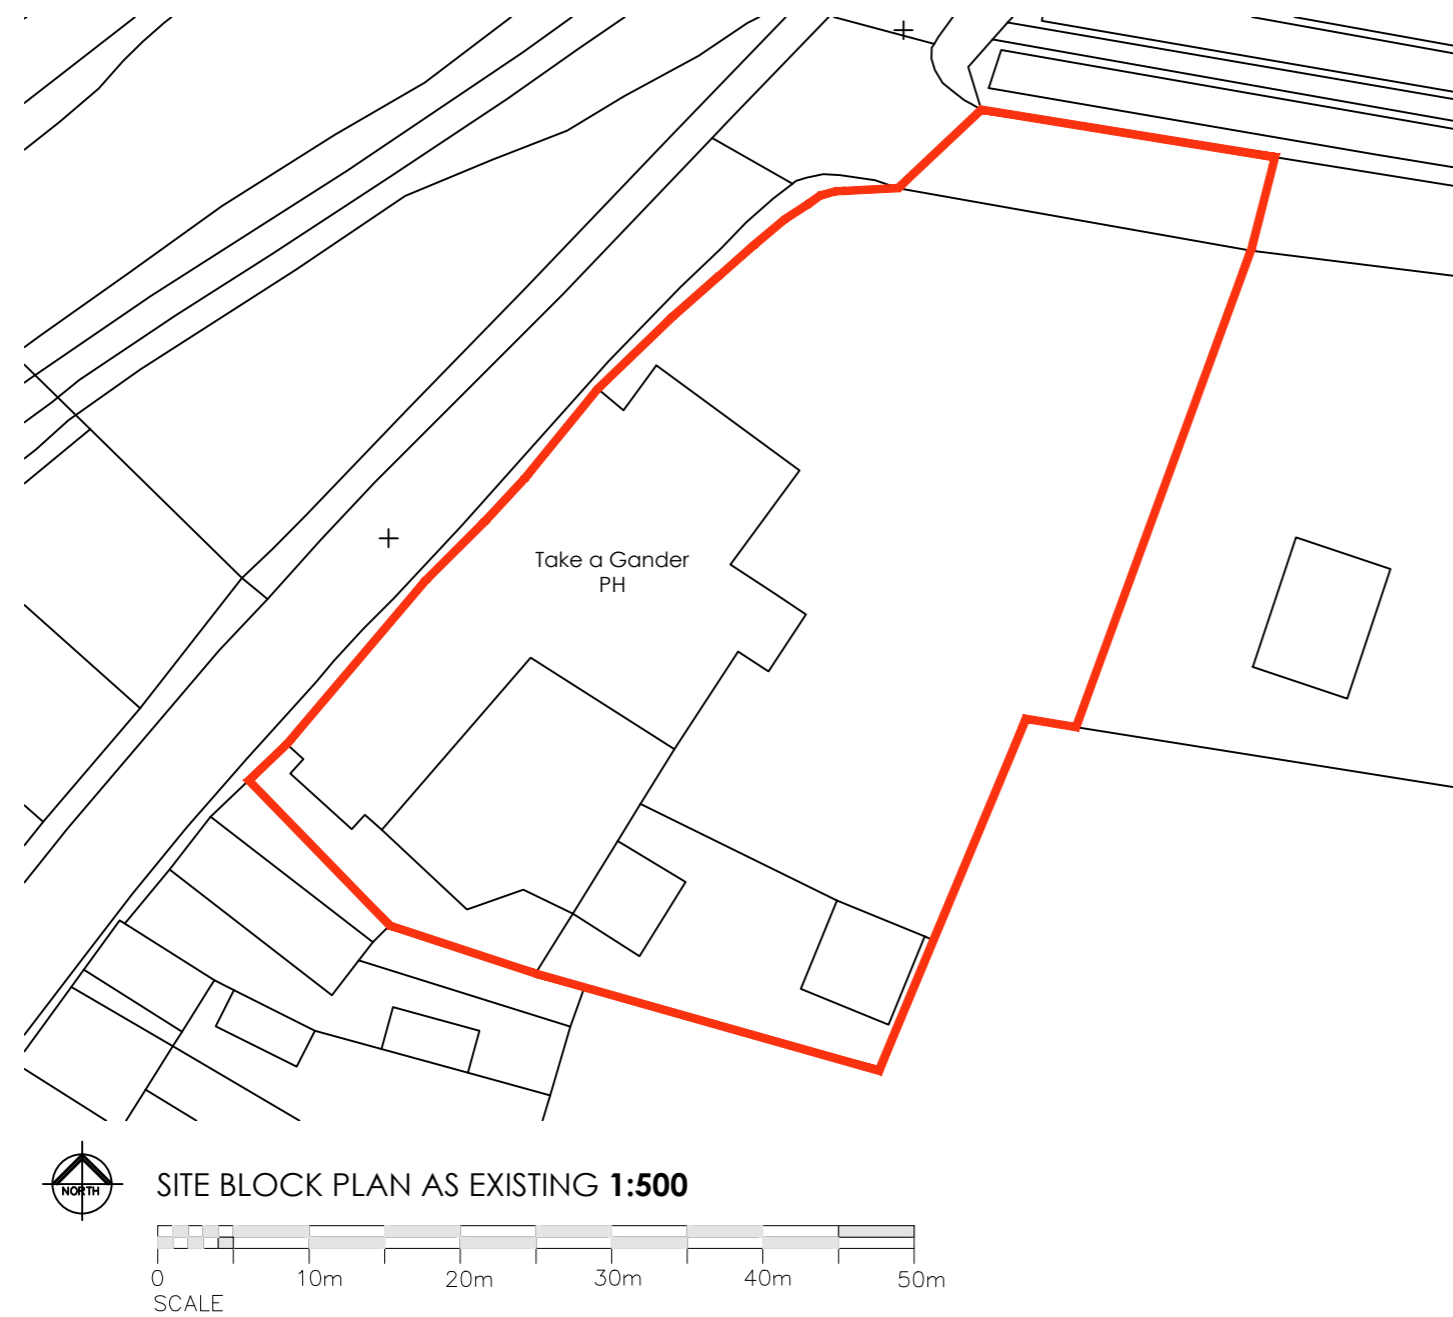 Take a Gander
PH
NORTH
SITE BLOCK PLAN AS EXISTING 1:500
0 10m 20m 30m 40m 50m
SCALE